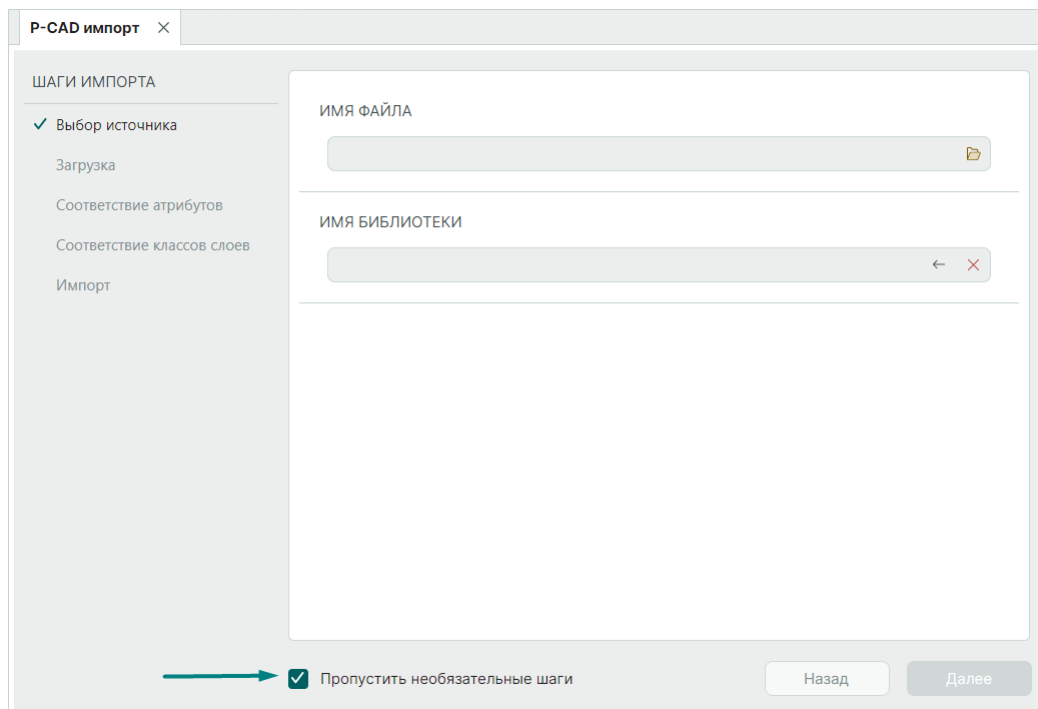 P-CAD импорт
ШАГИ ИМПОРТА
Выбор источника
Загрузка
Соответствие атрибутов
Соответствие классов слоев
Импорт
ИМЯ ФАЙЛА
ИМЯ БИБЛИОТЕКИ
Пропустить необязательные шаги
Назад
Далее